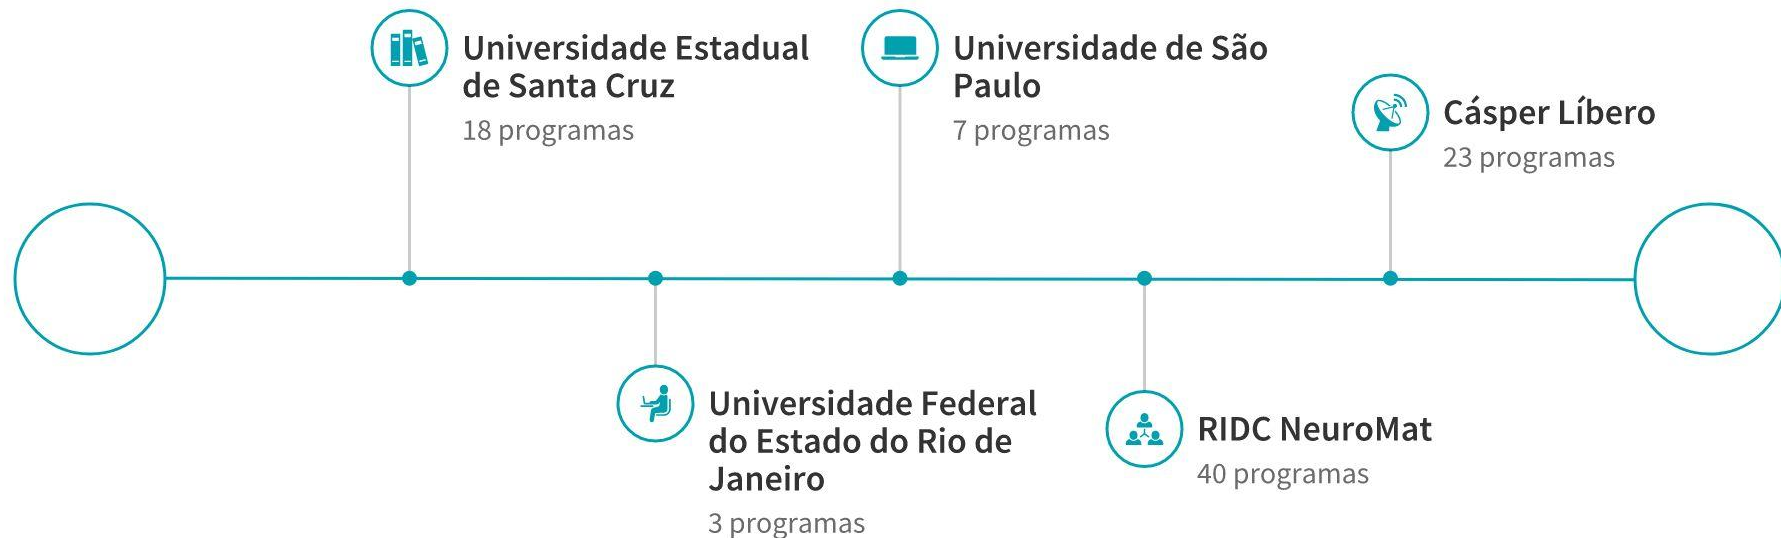 Universidade Estadual
de Santa Cruz
18 programas
Universidade Federal
do Estado do Rio de
Janeiro
3 programas
Universidade de São
Paulo
7 programas
RIDC NeuroMat
40 programas
Cásper Líbero
23 programas